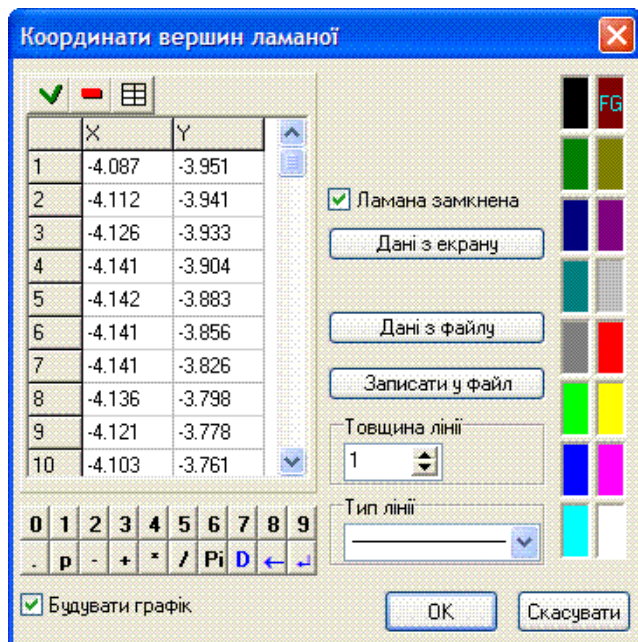 Координати вершин ламаної
FG
X Y
1 -4.087 -3.951
2 -4.112 -3.941
3 -4.126 -3.933
4 -4.141 -3.904
5 -4.142 -3.883
6 -4.141 -3.856
7 -4.141 -3.826
8 -4.136 -3.798
9 -4.121 -3.778
10 -4.103 -3.761
Ламана замкнена
Дані з екрану
Дані з файлу
Записати у файл
Товщина лінії
1
Тип лінії
0 1 2 3 4 5 6 7 8 9
. p - + * / Pi D ← ↵
Будувати графік
OK
Скасувати